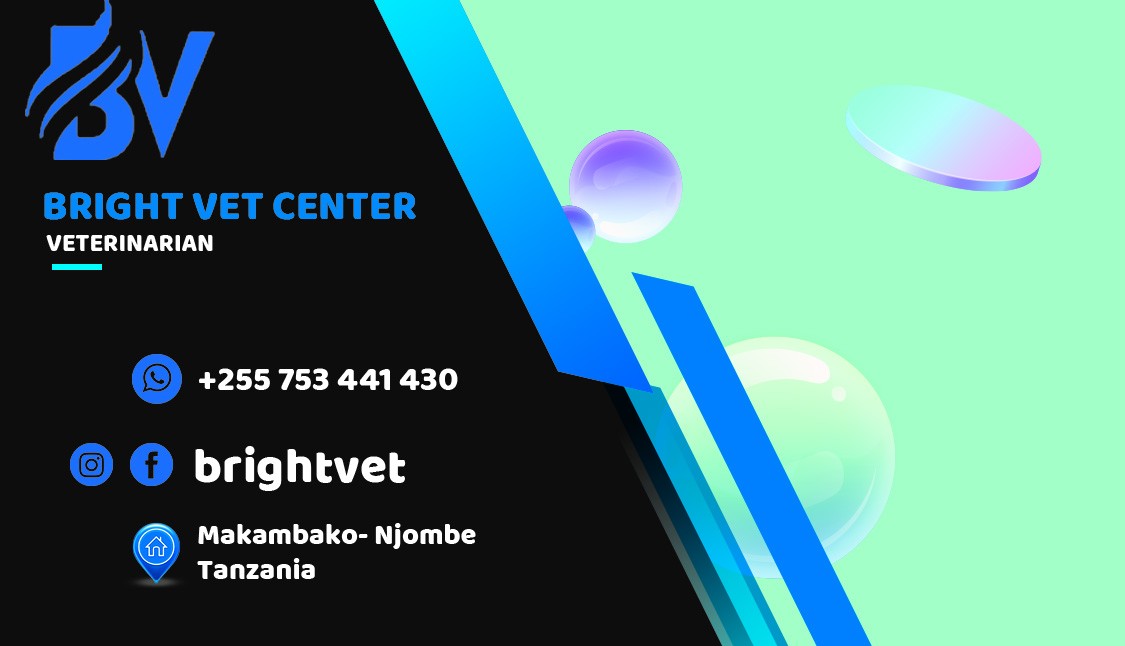 BV
BRIGHT VET CENTER
VETERINARIAN
+255 753 441 430
brightvet
Makambako- Njombe
Tanzania